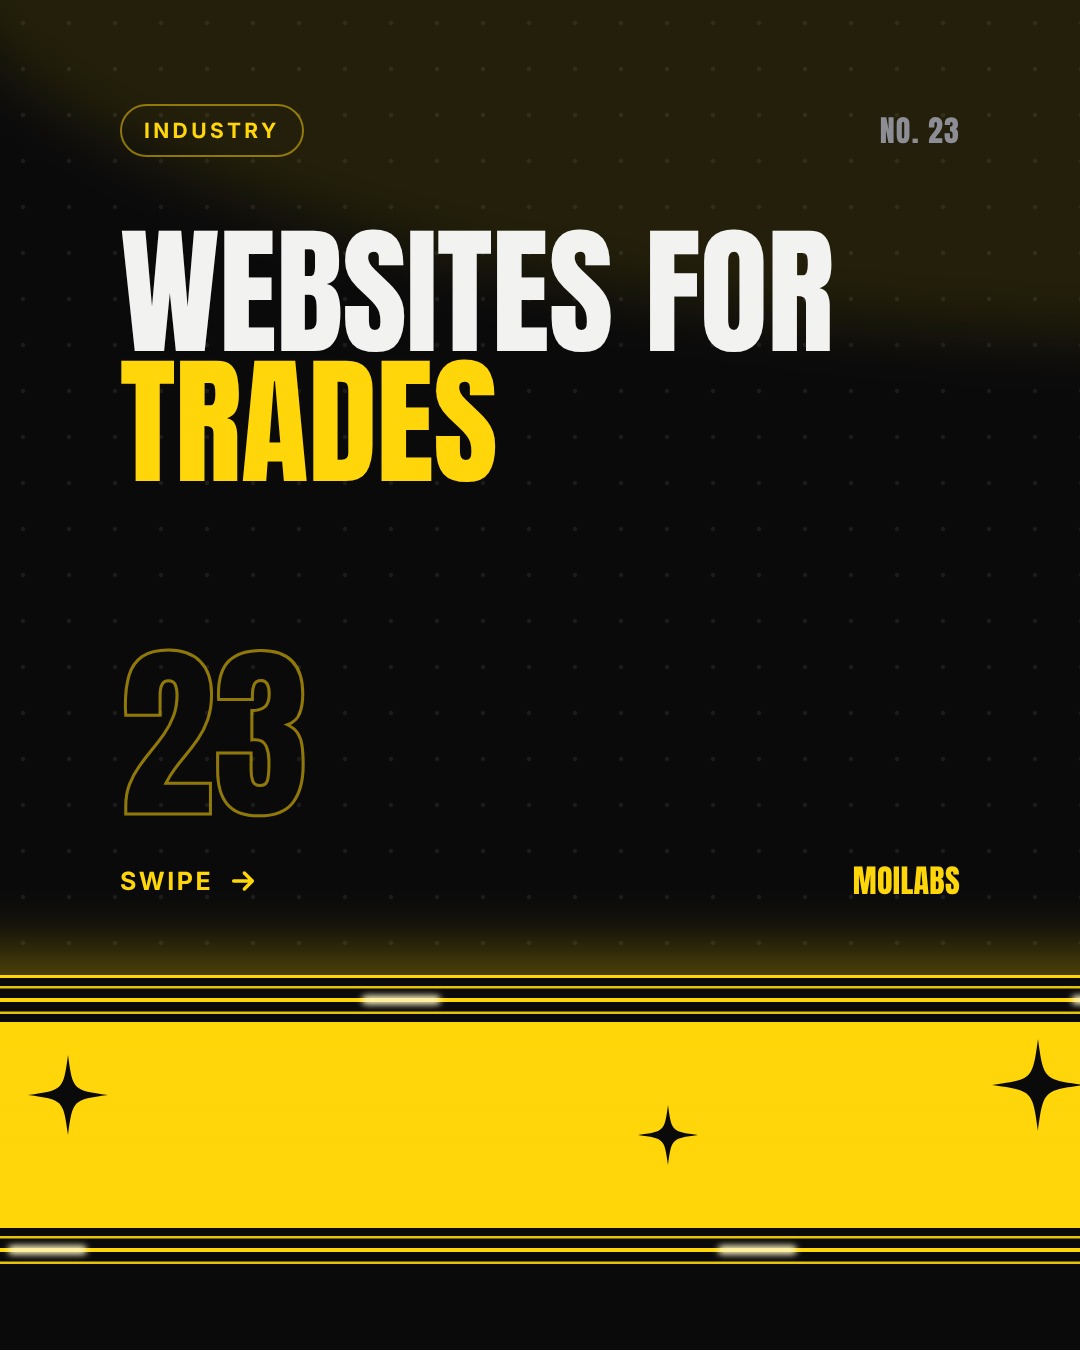 INDUSTRY
NO. 23
WEBSITES FOR
TRADES
23
SWIPE →
MOILABS